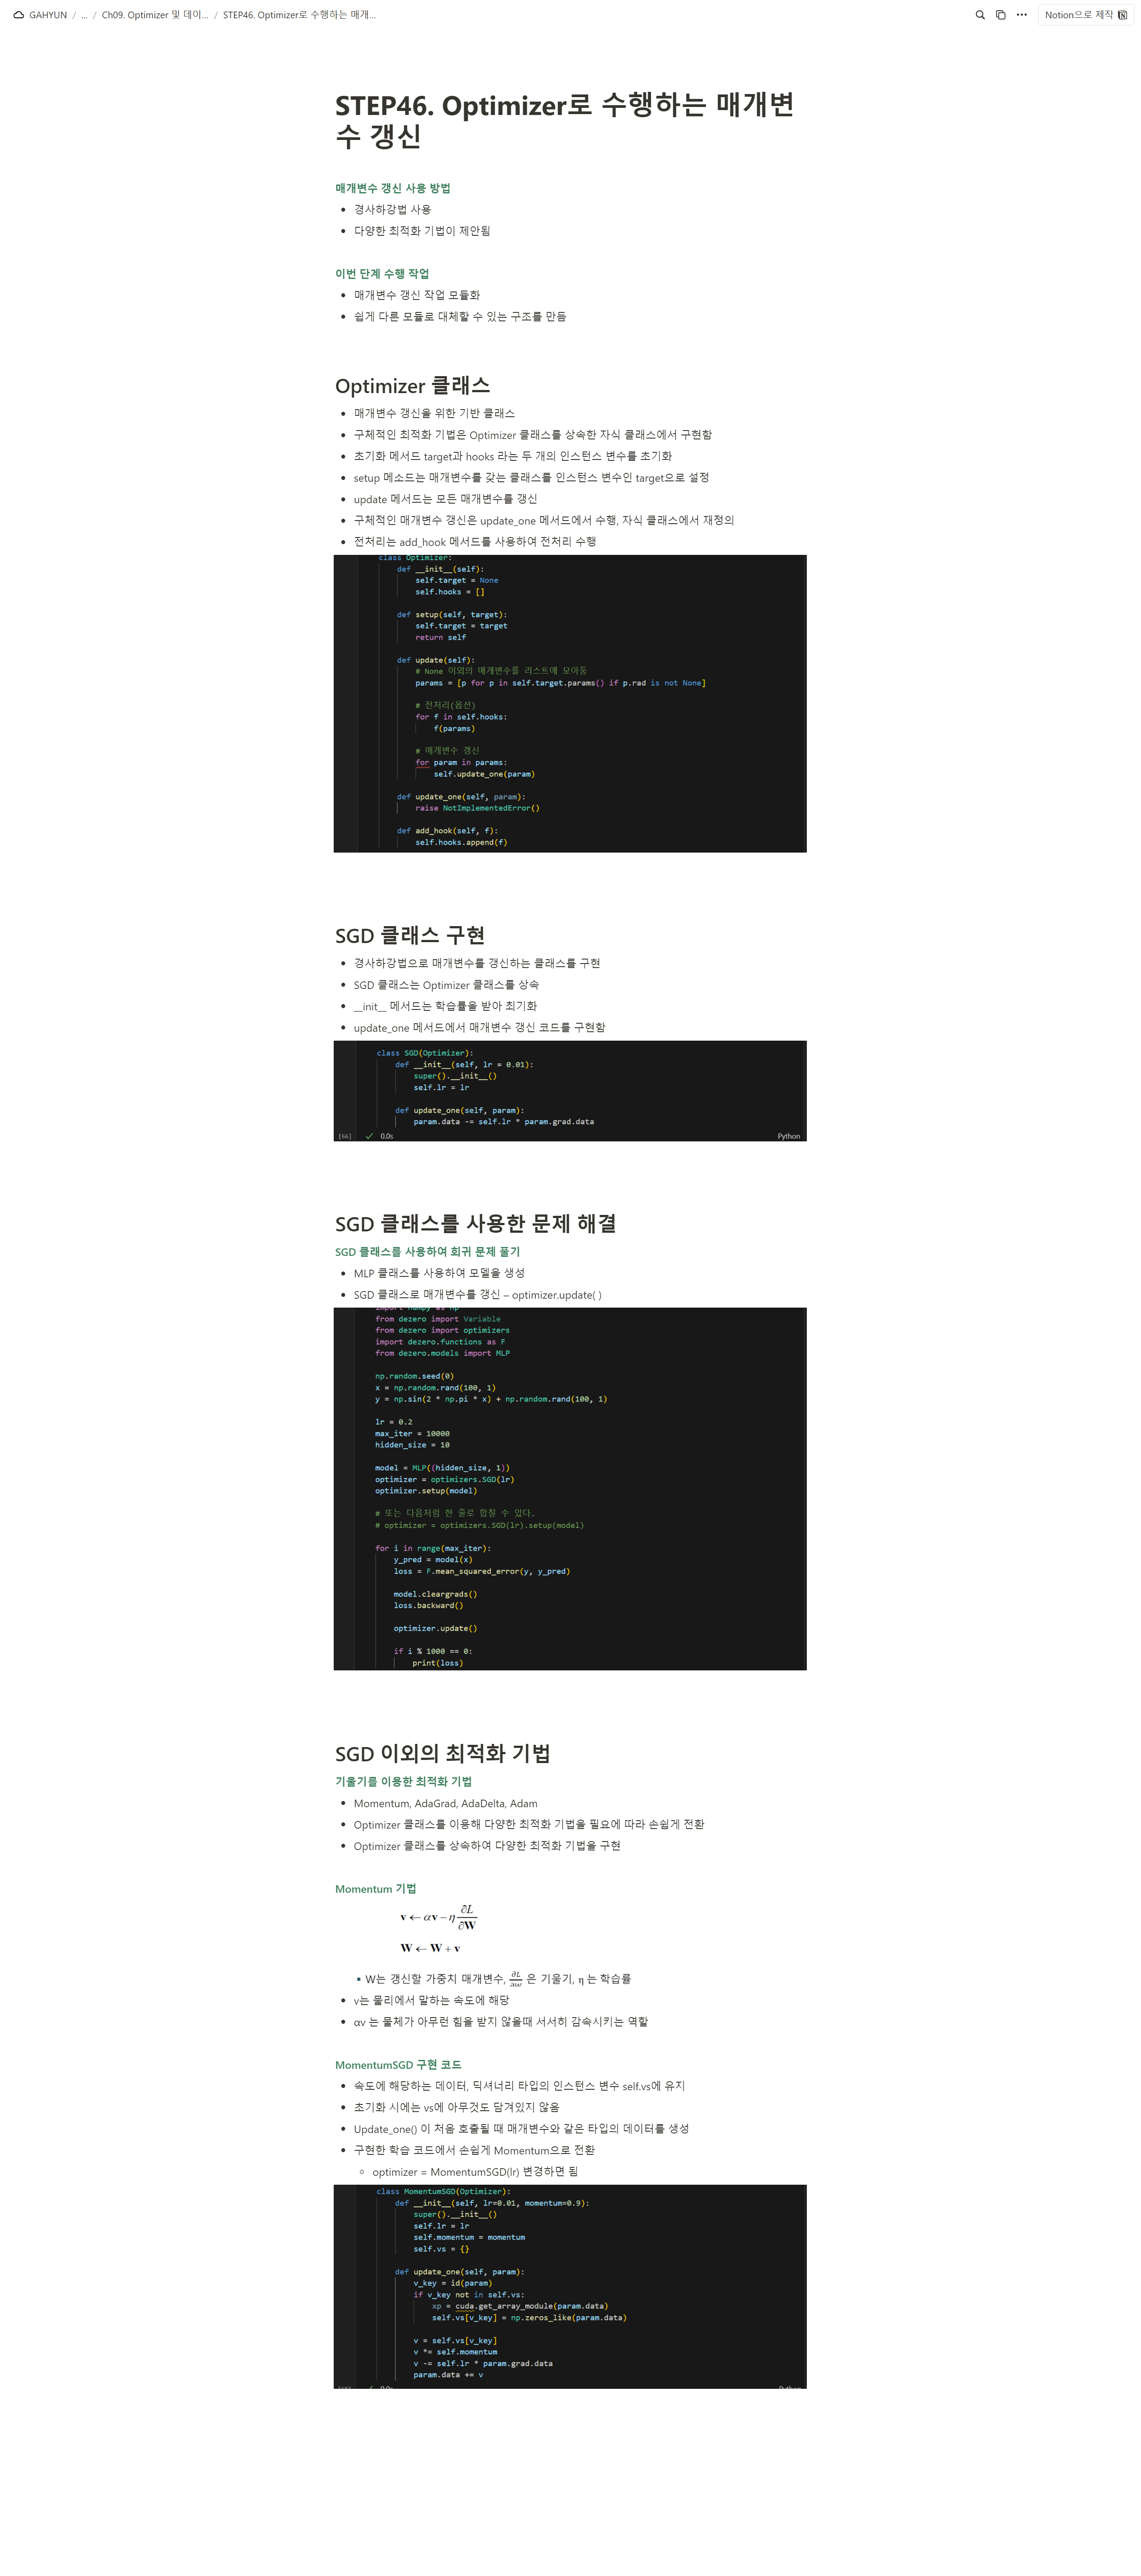 GAHYUN / ... / Ch09. Optimizer 및 데이... / STEP46. Optimizer로 수행하는 매개...
Notion으로 제작
STEP46. Optimizer로 수행하는 매개변
수 갱신
매개변수 갱신 사용 방법
• 경사하강법 사용
• 다양한 최적화 기법이 제안됨
이번 단계 수행 작업
• 매개변수 갱신 작업 모듈화
• 쉽게 다른 모듈로 대체할 수 있는 구조를 만듬
Optimizer 클래스
• 매개변수 갱신을 위한 기반 클래스
• 구체적인 최적화 기법은 Optimizer 클래스를 상속한 자식 클래스에서 구현함
• 초기화 메서드 target과 hooks 라는 두 개의 인스턴스 변수를 초기화
• setup 메소드는 매개변수를 갖는 클래스를 인스턴스 변수인 target으로 설정
• update 메서드는 모든 매개변수를 갱신
• 구체적인 매개변수 갱신은 update_one 메서드에서 수행, 자식 클래스에서 재정의
• 전처리는 add_hook 메서드를 사용하여 전처리 수행
class Optimizer:
def __init__(self):
self.target = None
self.hooks = []
def setup(self, target):
self.target = target
return self
def update(self):
# None 이외의 매개변수를 리스트에 모아둠
params = [p for p in self.target.params() if p.rad is not None]
# 전처리(옵션)
for f in self.hooks:
f(params)
# 매개변수 갱신
for param in params:
self.update_one(param)
def update_one(self, param):
raise NotImplementedError()
def add_hook(self, f):
self.hooks.append(f)
SGD 클래스 구현
• 경사하강법으로 매개변수를 갱신하는 클래스를 구현
• SGD 클래스는 Optimizer 클래스를 상속
• __init__ 메서드는 학습률을 받아 최기화
• update_one 메서드에서 매개변수 갱신 코드를 구현함
class SGD(Optimizer):
def __init__(self, lr = 0.01):
super().__init__()
self.lr = lr
def update_one(self, param):
param.data -= self.lr * param.grad.data
[56] ✓ 0.0s Python
SGD 클래스를 사용한 문제 해결
SGD 클래스를 사용하여 회귀 문제 풀기
• MLP 클래스를 사용하여 모델을 생성
• SGD 클래스로 매개변수를 갱신 – optimizer.update( )
import numpy as np
from dezero import Variable
from dezero import optimizers
import dezero.functions as F
from dezero.models import MLP
np.random.seed(0)
x = np.random.rand(100, 1)
y = np.sin(2 * np.pi * x) + np.random.rand(100, 1)
lr = 0.2
max_iter = 10000
hidden_size = 10
model = MLP((hidden_size, 1))
optimizer = optimizers.SGD(lr)
optimizer.setup(model)
# 또는 다음처럼 한 줄로 합칠 수 있다.
# optimizer = optimizers.SGD(lr).setup(model)
for i in range(max_iter):
y_pred = model(x)
loss = F.mean_squared_error(y, y_pred)
model.cleargrads()
loss.backward()
optimizer.update()
if i % 1000 == 0:
print(loss)
SGD 이외의 최적화 기법
기울기를 이용한 최적화 기법
• Momentum, AdaGrad, AdaDelta, Adam
• Optimizer 클래스를 이용해 다양한 최적화 기법을 필요에 따라 손쉽게 전환
• Optimizer 클래스를 상속하여 다양한 최적화 기법을 구현
Momentum 기법
v ← αv − η ∂L/∂W
W ← W + v
▪ W는 갱신할 가중치 매개변수, ∂L/∂w 은 기울기, η 는 학습률
• v는 물리에서 말하는 속도에 해당
• αv 는 물체가 아무런 힘을 받지 않을때 서서히 감속시키는 역할
MomentumSGD 구현 코드
• 속도에 해당하는 데이터, 딕셔너리 타입의 인스턴스 변수 self.vs에 유지
• 초기화 시에는 vs에 아무것도 담겨있지 않음
• Update_one() 이 처음 호출될 때 매개변수와 같은 타입의 데이터를 생성
• 구현한 학습 코드에서 손쉽게 Momentum으로 전환
◦ optimizer = MomentumSGD(lr) 변경하면 됨
class MomentumSGD(Optimizer):
def __init__(self, lr=0.01, momentum=0.9):
super().__init__()
self.lr = lr
self.momentum = momentum
self.vs = {}
def update_one(self, param):
v_key = id(param)
if v_key not in self.vs:
xp = cuda.get_array_module(param.data)
self.vs[v_key] = np.zeros_like(param.data)
v = self.vs[v_key]
v *= self.momentum
v -= self.lr * param.grad.data
param.data += v
0.0s Python